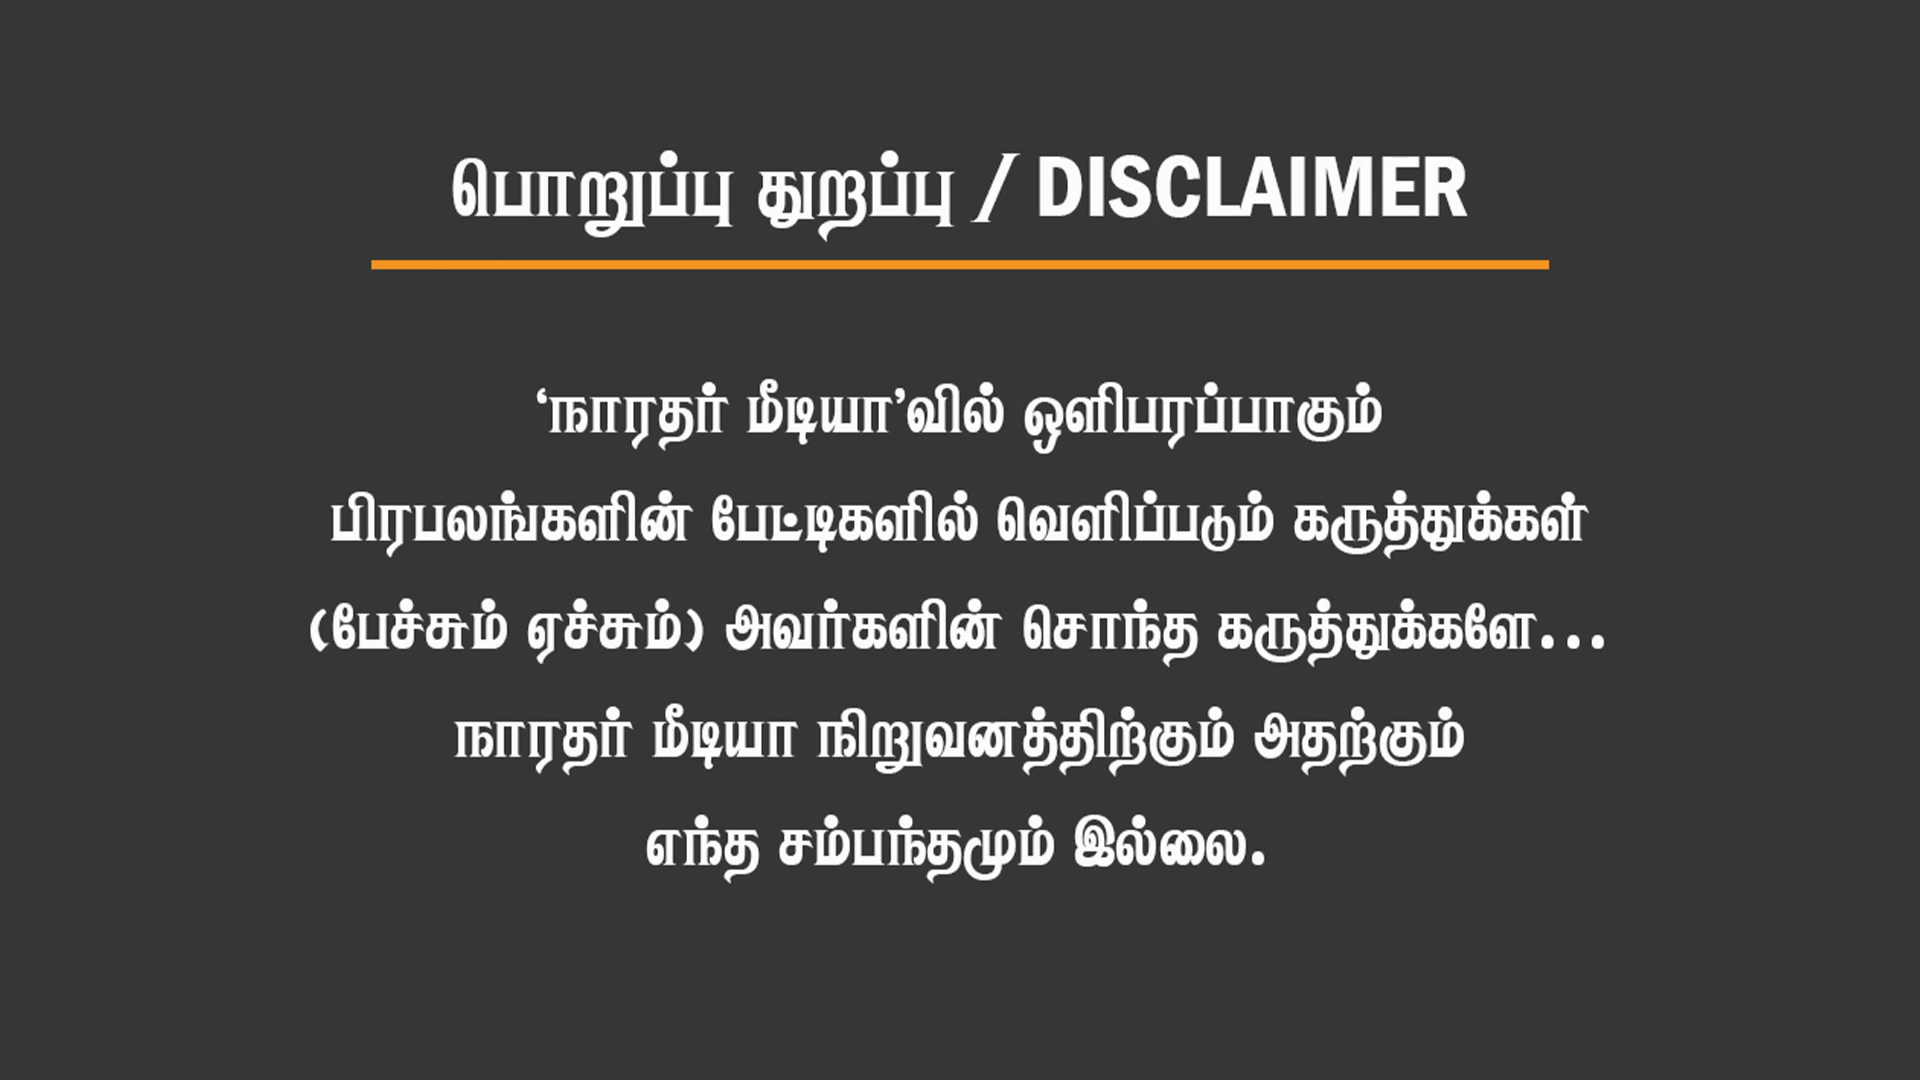 பொறுப்பு துறப்பு / DISCLAIMER
‘நாரதர் மீடியா’வில் ஒளிபரப்பாகும்
பிரபலங்களின் பேட்டிகளில் வெளிப்படும் கருத்துக்கள்
(பேச்சும் ஏச்சும்) அவர்களின் சொந்த கருத்துக்களே...
நாரதர் மீடியா நிறுவனத்திற்கும் அதற்கும்
எந்த சம்பந்தமும் இல்லை.